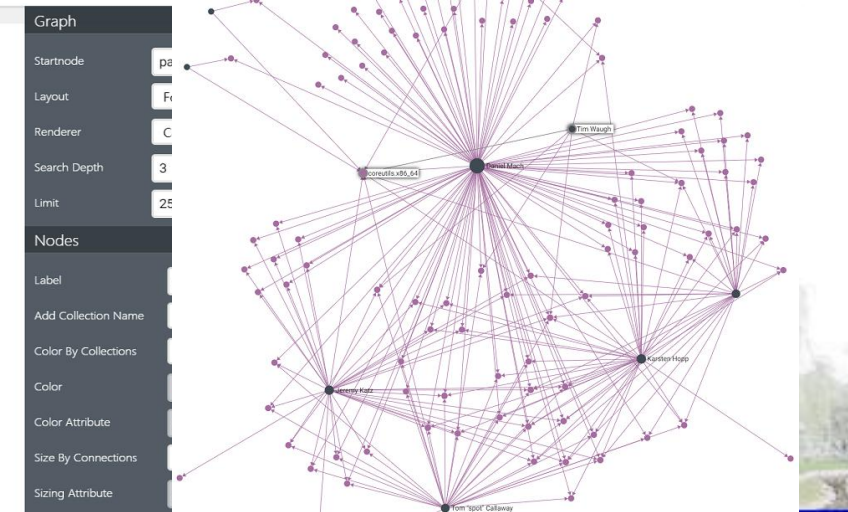 Graph
Startnode
pa
Layout
Renderer
C
Search Depth
3
Limit
25
Nodes
Label
Add Collection Name
Color By Collections
Color
Color Attribute
Size By Connections
Sizing Attribute
Tim Waugh
Daniel Mach
coreutils.x86_64
Karsten Hopp
Jeremy Katz
Tom "spot" Callaway